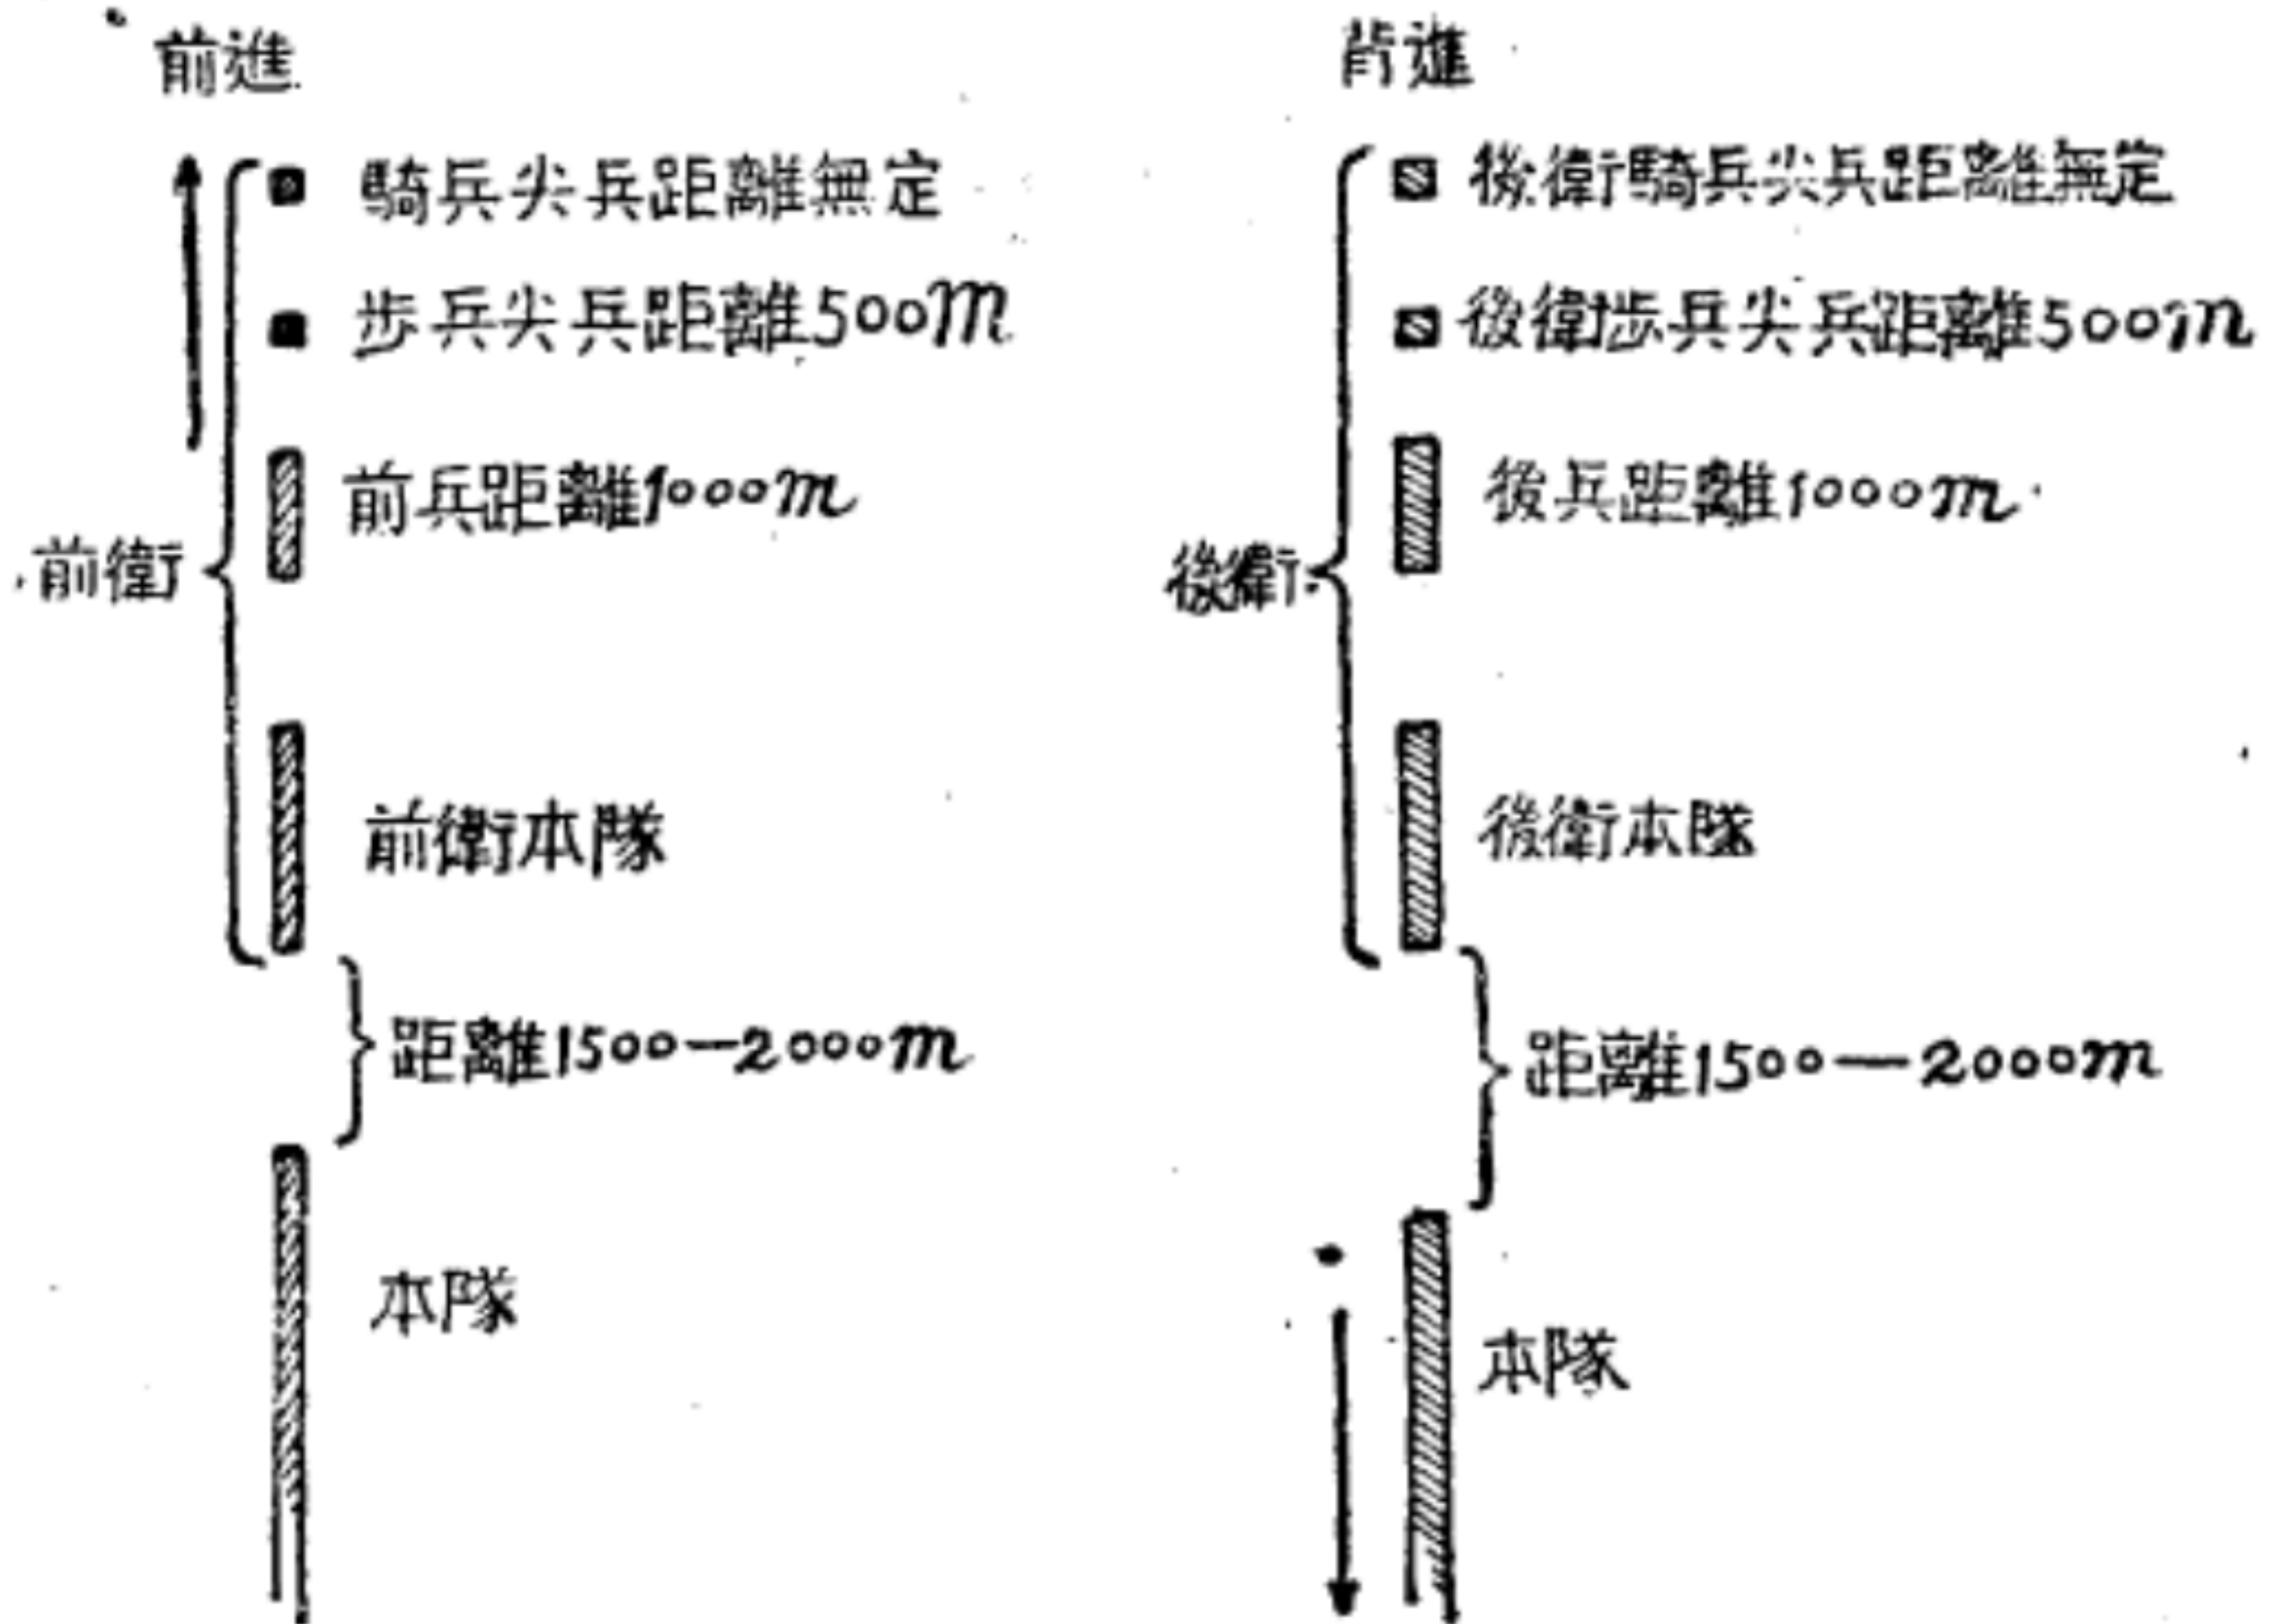 前進
騎兵尖兵距離無定
步兵尖兵距離500M
前兵距離1000m
前衛
前衛本隊
距離1500—2000m
本隊
背進
後衛騎兵尖兵距離無定
後衛步兵尖兵距離500m
後兵距離1000m
後衛
後衛本隊
距離1500—2000m
本隊